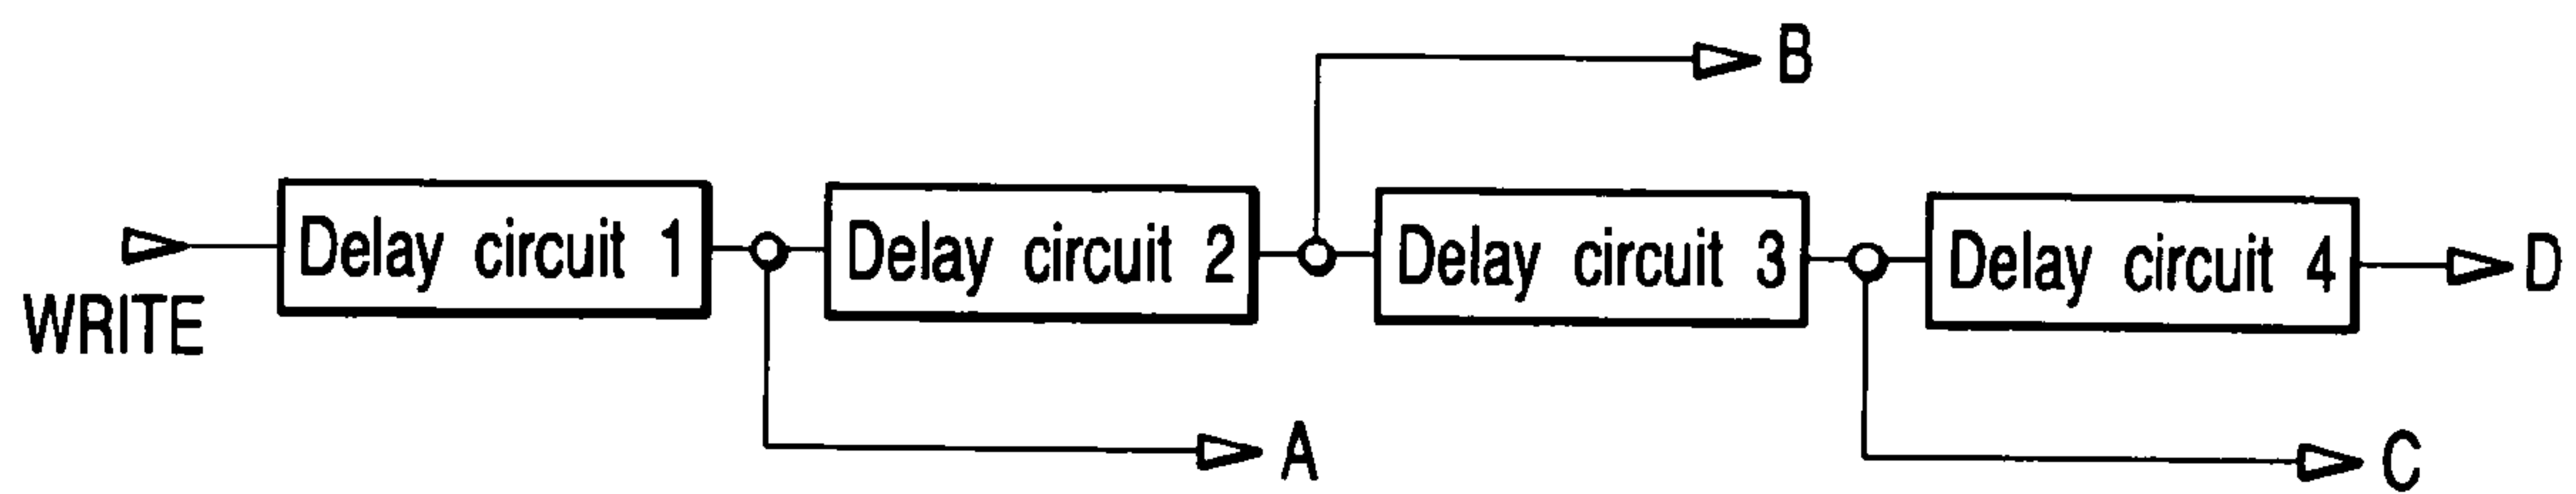 B
Delay circuit 1
Delay circuit 2
Delay circuit 3
Delay circuit 4
D
WRITE
A
C